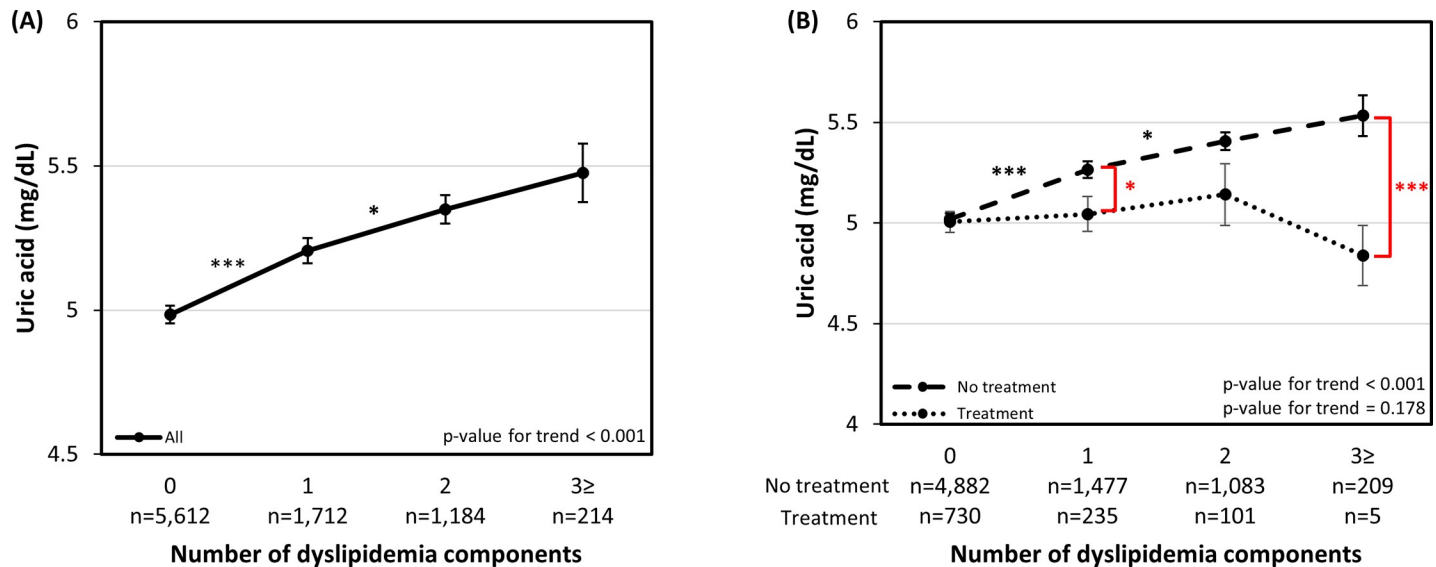 (A)
6
5.5
5
4.5
Uric acid (mg/dL)
***
*
All
p-value for trend < 0.001
0 1 2 3≥
n=5,612 n=1,712 n=1,184 n=214
Number of dyslipidemia components
(B)
6
5.5
5
4.5
4
Uric acid (mg/dL)
***
*
*
***
No treatment
Treatment
p-value for trend < 0.001
p-value for trend = 0.178
0 1 2 3≥
No treatment n=4,882 n=1,477 n=1,083 n=209
Treatment n=730 n=235 n=101 n=5
Number of dyslipidemia components